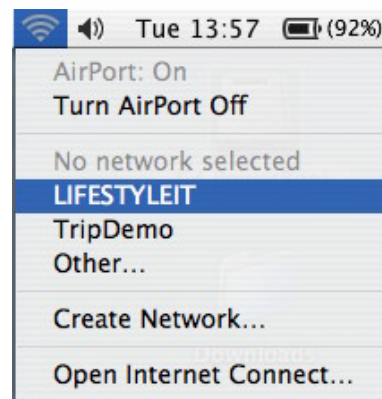 Tue 13:57 (92%)
AirPort: On
Turn AirPort Off
No network selected
LIFESTYLEIT
TripDemo
Other...
Create Network...
Downloads
Open Internet Connect...